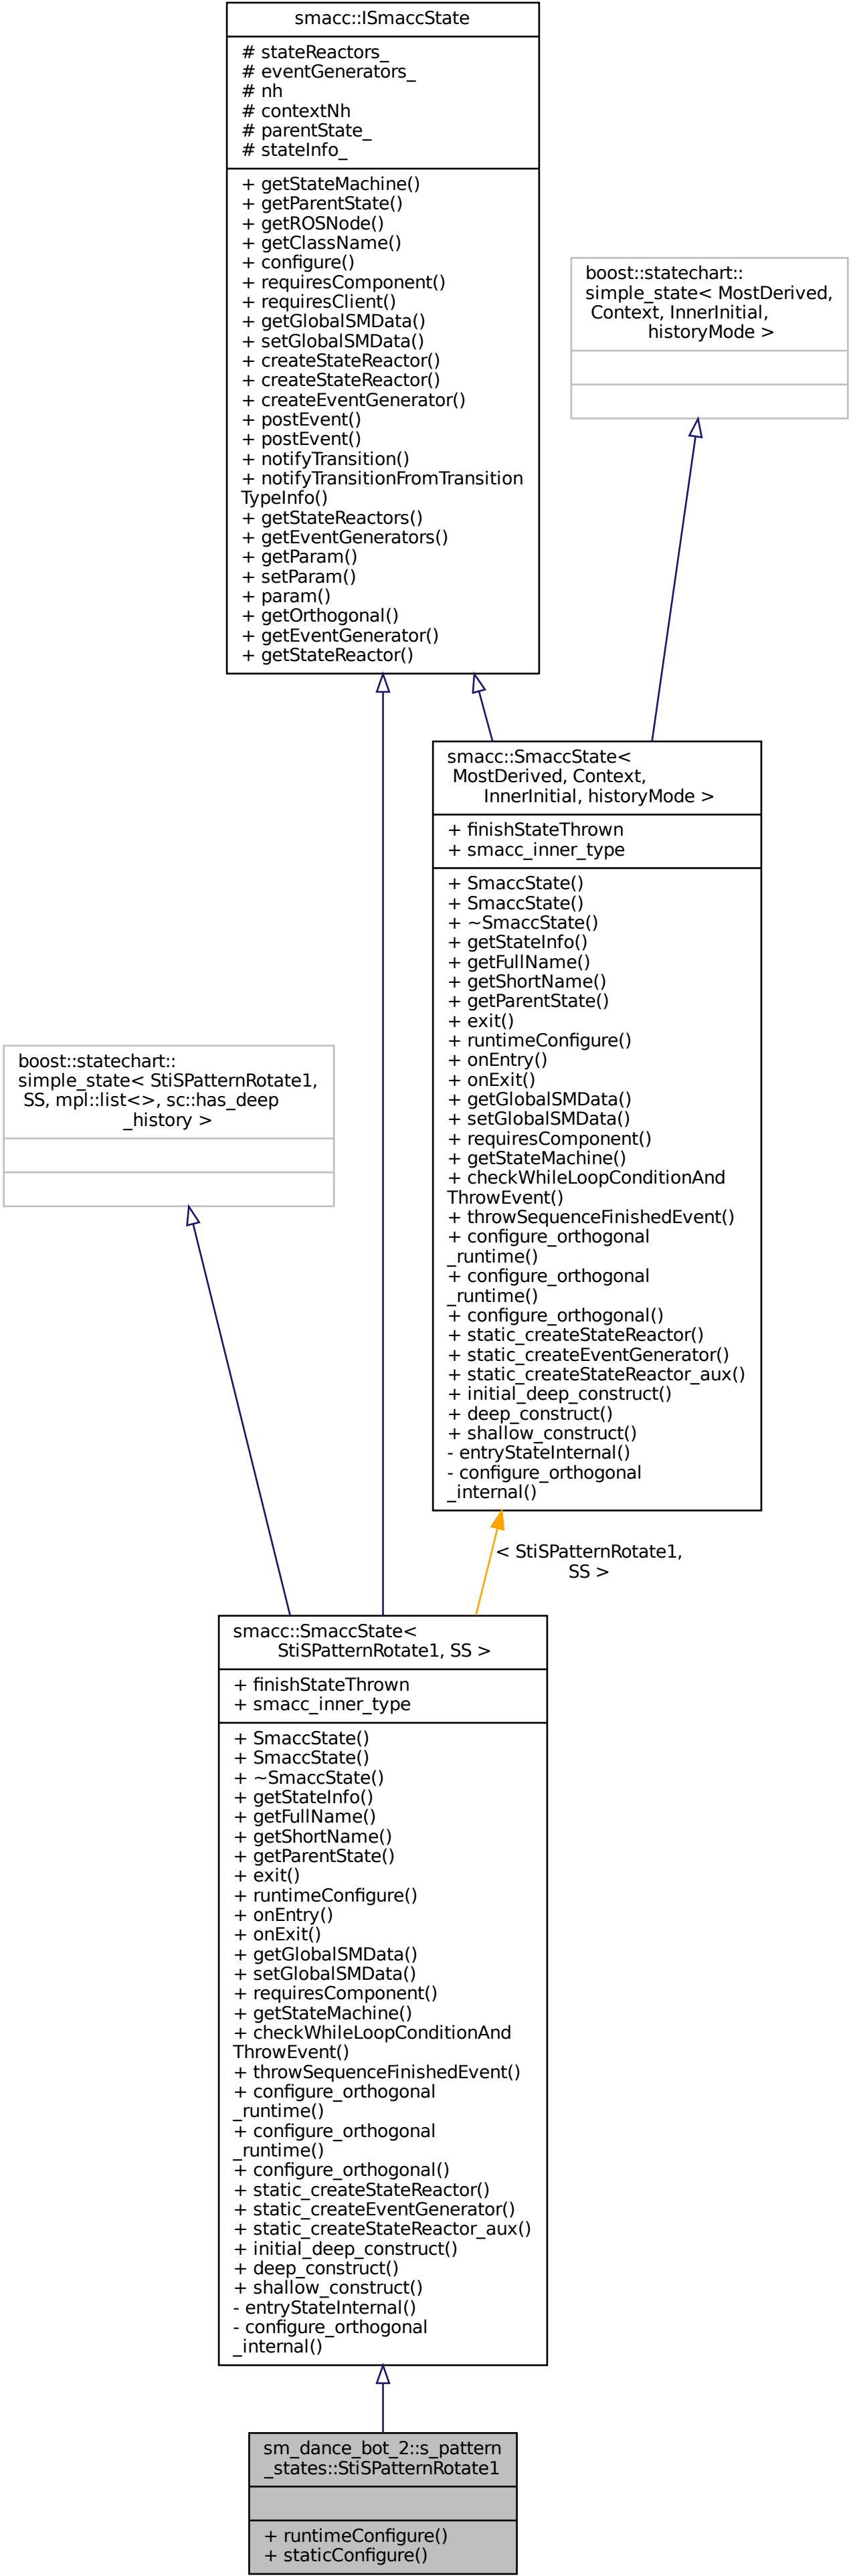 smacc::ISmaccState
# stateReactors_
# eventGenerators_
# nh
# contextNh
# parentState_
# stateInfo_
+ getStateMachine()
+ getParentState()
+ getROSNode()
+ getClassName()
+ configure()
+ requiresComponent()
+ requiresClient()
+ getGlobalSMData()
+ setGlobalSMData()
+ createStateReactor()
+ createStateReactor()
+ createEventGenerator()
+ postEvent()
+ postEvent()
+ notifyTransition()
+ notifyTransitionFromTransition
TypeInfo()
+ getStateReactors()
+ getEventGenerators()
+ getParam()
+ setParam()
+ param()
+ getOrthogonal()
+ getEventGenerator()
+ getStateReactor()
boost::statechart::
simple_state< MostDerived,
Context, InnerInitial,
historyMode >
smacc::SmaccState<
MostDerived, Context,
InnerInitial, historyMode >
+ finishStateThrown
+ smacc_inner_type
+ SmaccState()
+ SmaccState()
+ ~SmaccState()
+ getStateInfo()
+ getFullName()
+ getShortName()
+ getParentState()
+ exit()
+ runtimeConfigure()
+ onEntry()
+ onExit()
+ getGlobalSMData()
+ setGlobalSMData()
+ requiresComponent()
+ getStateMachine()
+ checkWhileLoopConditionAnd
ThrowEvent()
+ throwSequenceFinishedEvent()
+ configure_orthogonal
_runtime()
+ configure_orthogonal
_runtime()
+ configure_orthogonal()
+ static_createStateReactor()
+ static_createEventGenerator()
+ static_createStateReactor_aux()
+ initial_deep_construct()
+ deep_construct()
+ shallow_construct()
- entryStateInternal()
- configure_orthogonal
_internal()
boost::statechart::
simple_state< StiSPatternRotate1,
SS, mpl::list<>, sc::has_deep
_history >
< StiSPatternRotate1,
SS >
smacc::SmaccState<
StiSPatternRotate1, SS >
+ finishStateThrown
+ smacc_inner_type
+ SmaccState()
+ SmaccState()
+ ~SmaccState()
+ getStateInfo()
+ getFullName()
+ getShortName()
+ getParentState()
+ exit()
+ runtimeConfigure()
+ onEntry()
+ onExit()
+ getGlobalSMData()
+ setGlobalSMData()
+ requiresComponent()
+ getStateMachine()
+ checkWhileLoopConditionAnd
ThrowEvent()
+ throwSequenceFinishedEvent()
+ configure_orthogonal
_runtime()
+ configure_orthogonal
_runtime()
+ configure_orthogonal()
+ static_createStateReactor()
+ static_createEventGenerator()
+ static_createStateReactor_aux()
+ initial_deep_construct()
+ deep_construct()
+ shallow_construct()
- entryStateInternal()
- configure_orthogonal
_internal()
sm_dance_bot_2::s_pattern
_states::StiSPatternRotate1
+ runtimeConfigure()
+ staticConfigure()